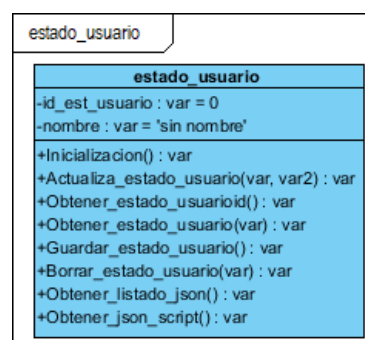 estado_usuario
estado_usuario
-id_est_usuario : var = 0
-nombre : var = 'sin nombre'
+Inicializacion() : var
+Actualiza_estado_usuario(var, var2) : var
+Obtener_estado_usuarioid() : var
+Obtener_estado_usuario(var) : var
+Guardar_estado_usuario() : var
+Borrar_estado_usuario(var) : var
+Obtener_listado_json() : var
+Obtener_json_script() : var